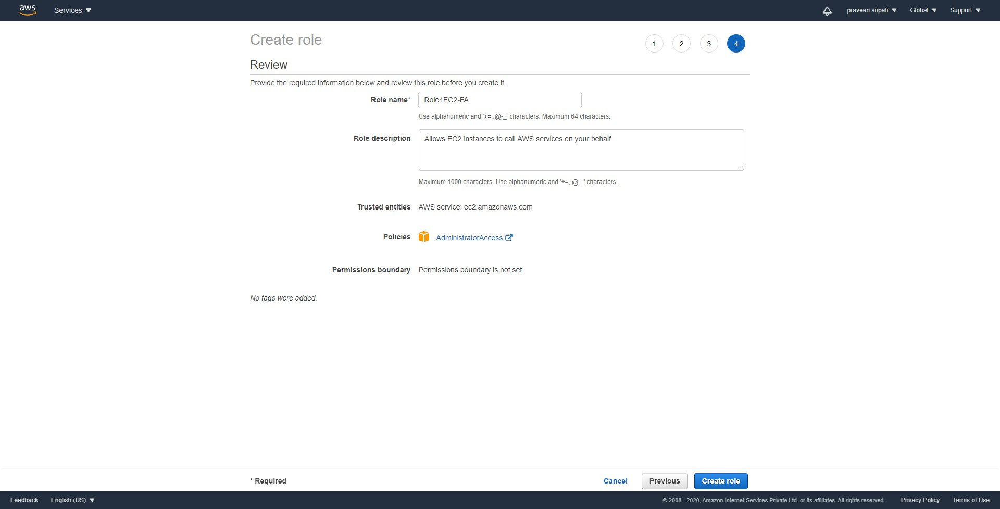 aws Services praveen sripati Global Support
Create role
1 2 3 4
Review
Provide the required information below and review this role before you create it.
Role name* Role4EC2-FA
Use alphanumeric and '+=,.@-_' characters. Maximum 64 characters.
Role description Allows EC2 instances to call AWS services on your behalf.
Maximum 1000 characters. Use alphanumeric and '+=,.@-_' characters.
Trusted entities AWS service: ec2.amazonaws.com
Policies AdministratorAccess
Permissions boundary Permissions boundary is not set
No tags were added.
* Required Cancel Previous Create role
Feedback English (US) © 2008 - 2020, Amazon Internet Services Private Ltd. or its affiliates. All rights reserved. Privacy Policy Terms of Use